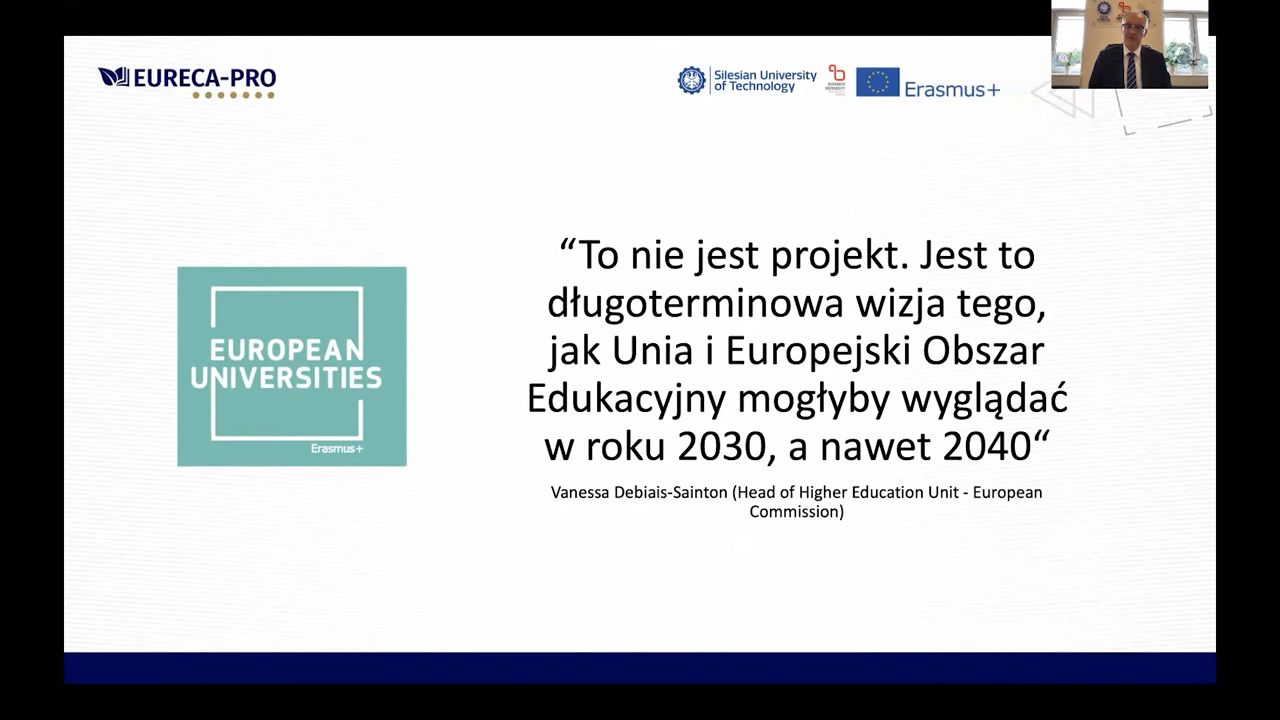 EURECA-PRO
Silesian University
of Technology
Erasmus+
EUROPEAN
UNIVERSITIES
Erasmus+
“To nie jest projekt. Jest to
długoterminowa wizja tego,
jak Unia i Europejski Obszar
Edukacyjny mogłyby wyglądać
w roku 2030, a nawet 2040“
Vanessa Debiais-Sainton (Head of Higher Education Unit - European
Commission)